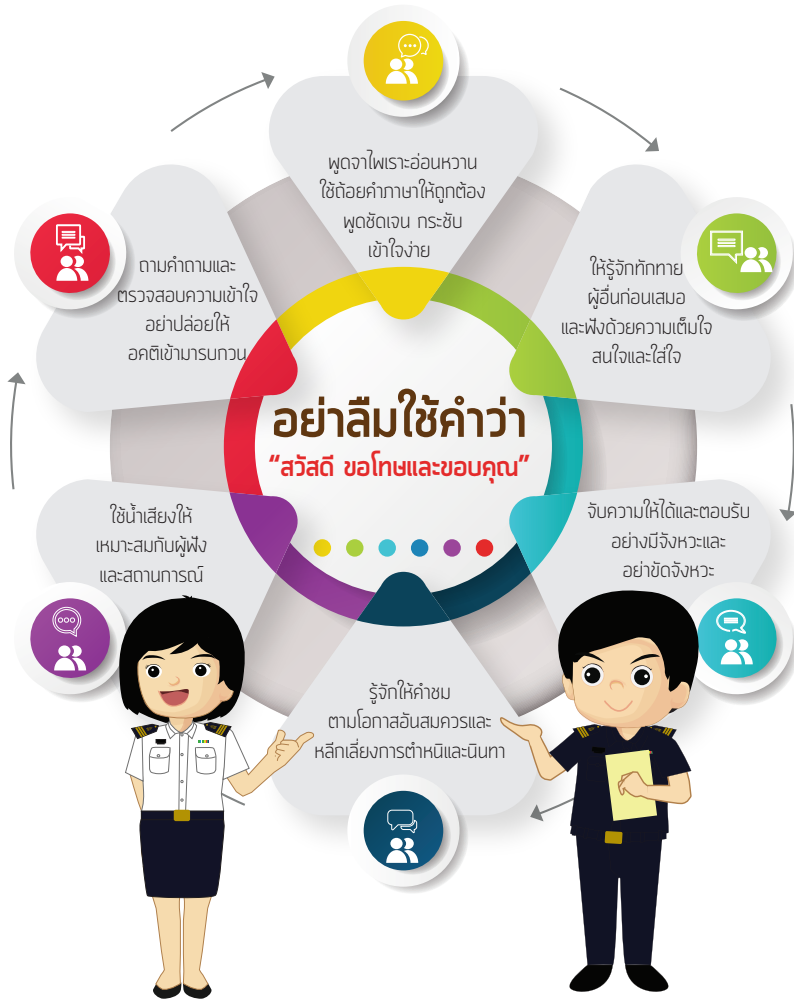 พูดจาไพเราะอ่อนหวาน
ใช้ถ้อยคำภาษาให้ถูกต้อง
พูดชัดเจน กระชับ
เข้าใจง่าย
ให้รู้จักทักทาย
ผู้อื่นก่อนเสมอ
และฟังด้วยความเต็มใจ
สนใจและใส่ใจ
จับความให้ได้และตอบรับ
อย่างมีจังหวะและ
อย่าขัดจังหวะ
รู้จักให้คำชม
ตามโอกาสอันสมควรและ
หลีกเลี่ยงการตำหนิและนินทา
ใช้น้ำเสียงให้
เหมาะสมกับผู้ฟัง
และสถานการณ์
ถามคำถามและ
ตรวจสอบความเข้าใจ
อย่าปล่อยให้
อคติเข้ามารบกวน
อย่าลืมใช้คำว่า
“สวัสดี ขอโทษและขอบคุณ”